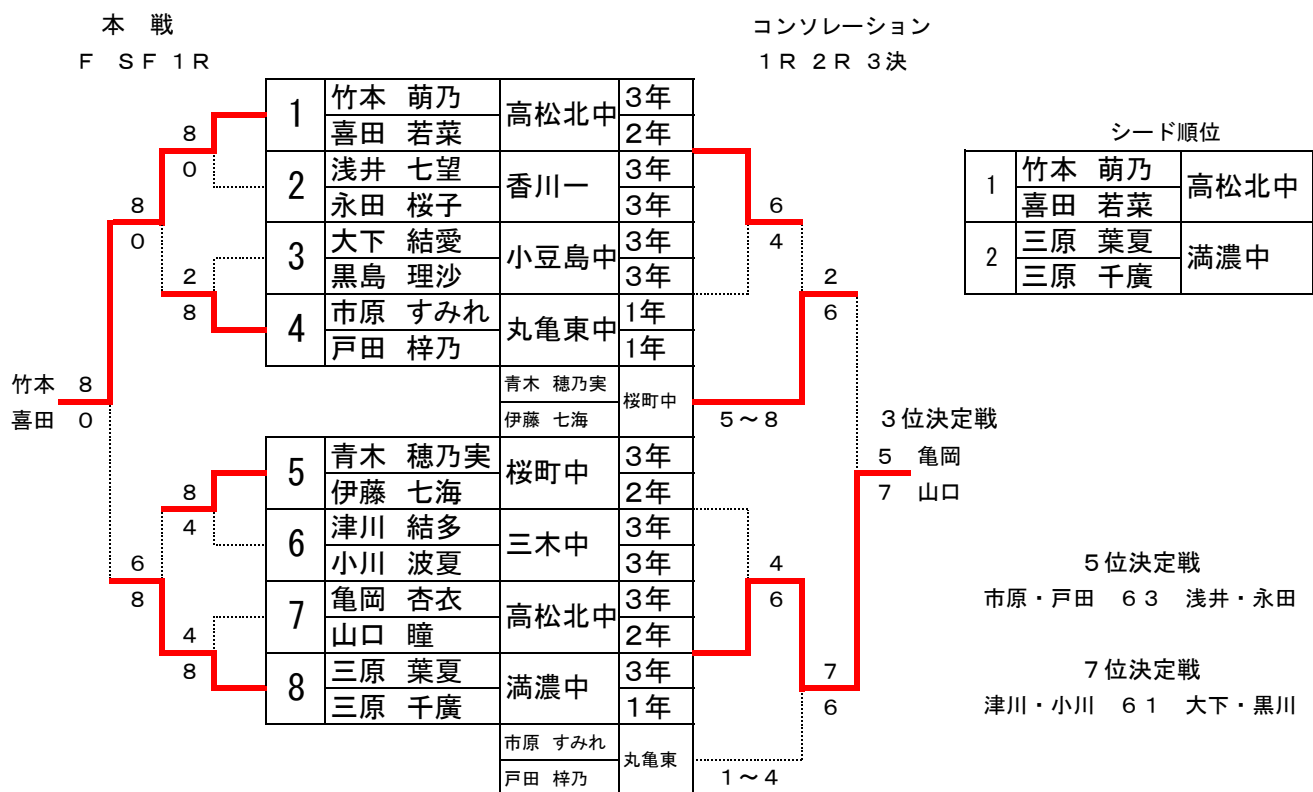 本 戦
F SF 1R
コンソレーション
1R 2R 3決
1 竹本 萌乃 高松北中 3年
喜田 若菜 2年
2 浅井 七望 香川一 3年
永田 桜子 3年
3 大下 結愛 小豆島中 3年
黒島 理沙 3年
4 市原 すみれ 丸亀東中 1年
戸田 梓乃 1年
青木 穂乃実 桜町中
伊藤 七海
5~8
5 青木 穂乃実 桜町中 3年
伊藤 七海 2年
6 津川 結多 三木中 3年
小川 波夏 3年
7 亀岡 杏衣 高松北中 3年
山口 瞳 2年
8 三原 葉夏 満濃中 3年
三原 千廣 1年
市原 すみれ 丸亀東
戸田 梓乃
1~4
8
0
8
0
2
8
竹本 8
喜田 0
8
4
6
8
4
8
6
4
2
6
4
6
7
6
3位決定戦
5 亀岡
7 山口
シード順位
1 竹本 萌乃 高松北中
喜田 若菜
2 三原 葉夏 満濃中
三原 千廣
5位決定戦
市原・戸田 63 浅井・永田
7位決定戦
津川・小川 61 大下・黒川